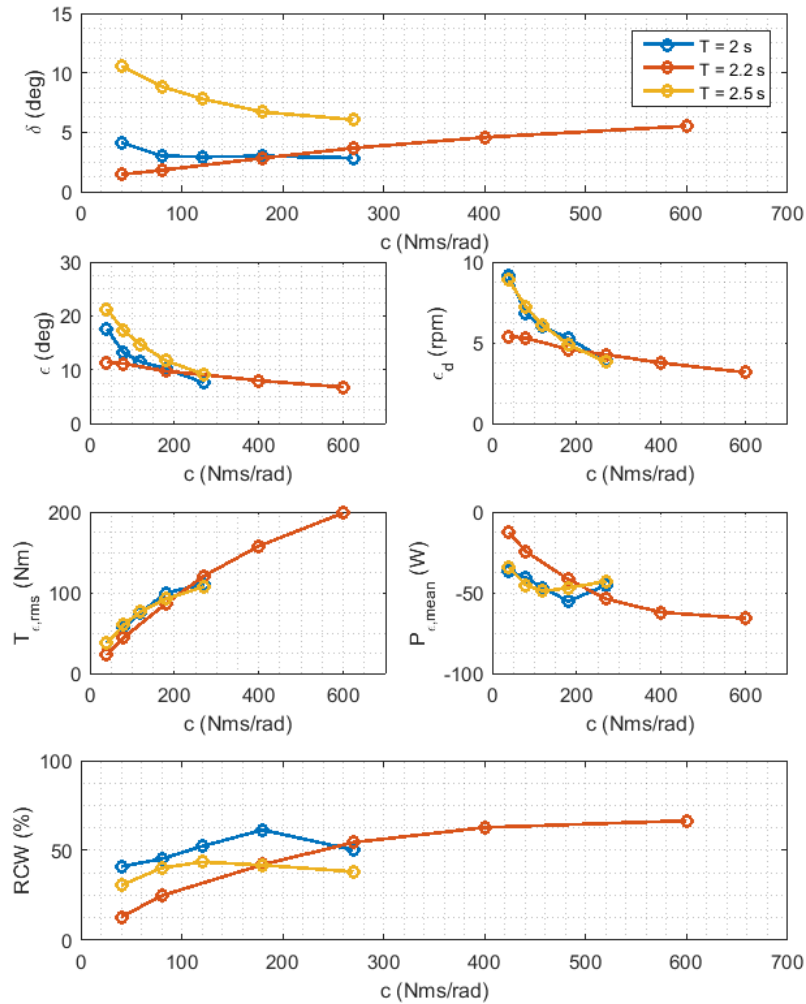 15
10
5
0
δ (deg)
T = 2 s
T = 2.2 s
T = 2.5 s
0 100 200 300 400 500 600 700
c (Nms/rad)
30
20
10
0
ϵ (deg)
0 200 400 600
c (Nms/rad)
10
5
0
ϵd (rpm)
0 200 400 600
c (Nms/rad)
200
100
0
Tϵ,rms (Nm)
0 200 400 600
c (Nms/rad)
0
-50
-100
Pϵ,mean (W)
0 200 400 600
c (Nms/rad)
100
50
0
RCW (%)
0 100 200 300 400 500 600 700
c (Nms/rad)